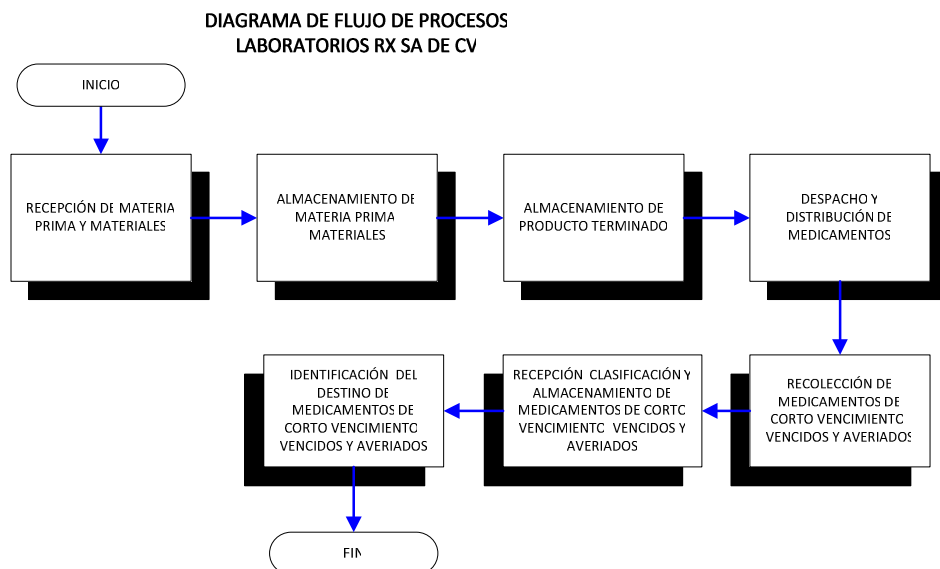 DIAGRAMA DE FLUJO DE PROCESOS
LABORATORIOS RX SA DE CV
INICIO
RECEPCIÓN DE MATERIA
PRIMA Y MATERIALES
ALMACENAMIENTO DE
MATERIA PRIMA
MATERIALES
ALMACENAMIENTO DE
PRODUCTO TERMINADO
DESPACHO Y
DISTRIBUCIÓN DE
MEDICAMENTOS
RECOLECCIÓN DE
MEDICAMENTOS DE
CORTO VENCIMIENTO
VENCIDOS Y AVERIADOS
RECEPCIÓN CLASIFICACIÓN Y
ALMACENAMIENTO DE
MEDICAMENTOS DE CORTO
VENCIMIENTO VENCIDOS Y
AVERIADOS
IDENTIFICACIÓN DEL
DESTINO DE
MEDICAMENTOS DE
CORTO VENCIMIENTO
VENCIDOS Y AVERIADOS
FIN